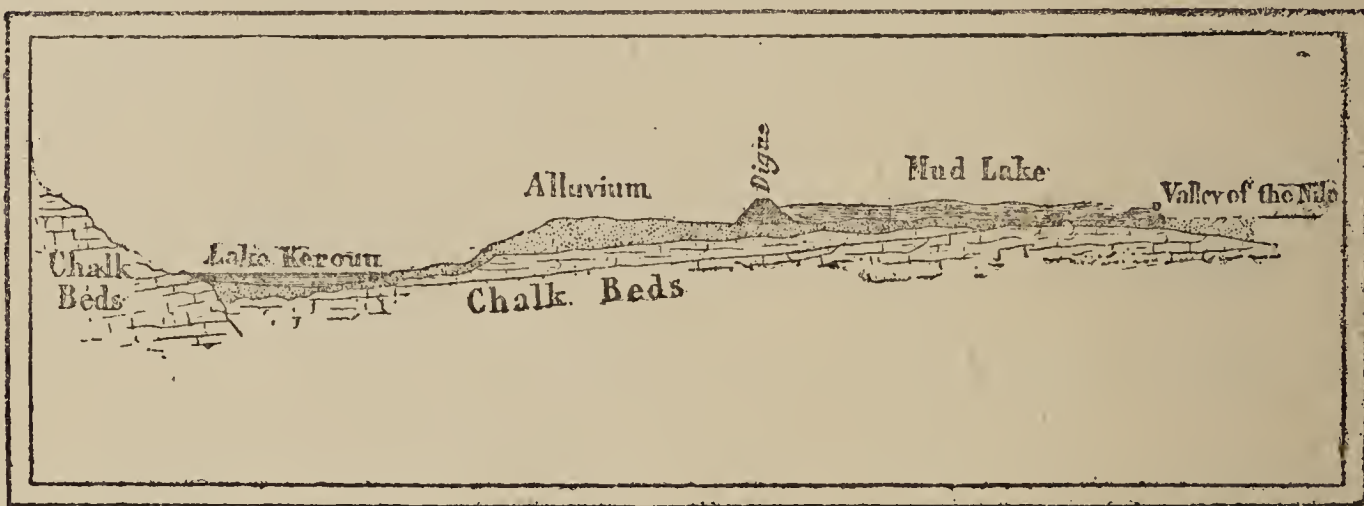 Digue
Mud Lake
Alluvium
Valley of the Nile
Lake Keroun
Chalk
Beds
Chalk Beds